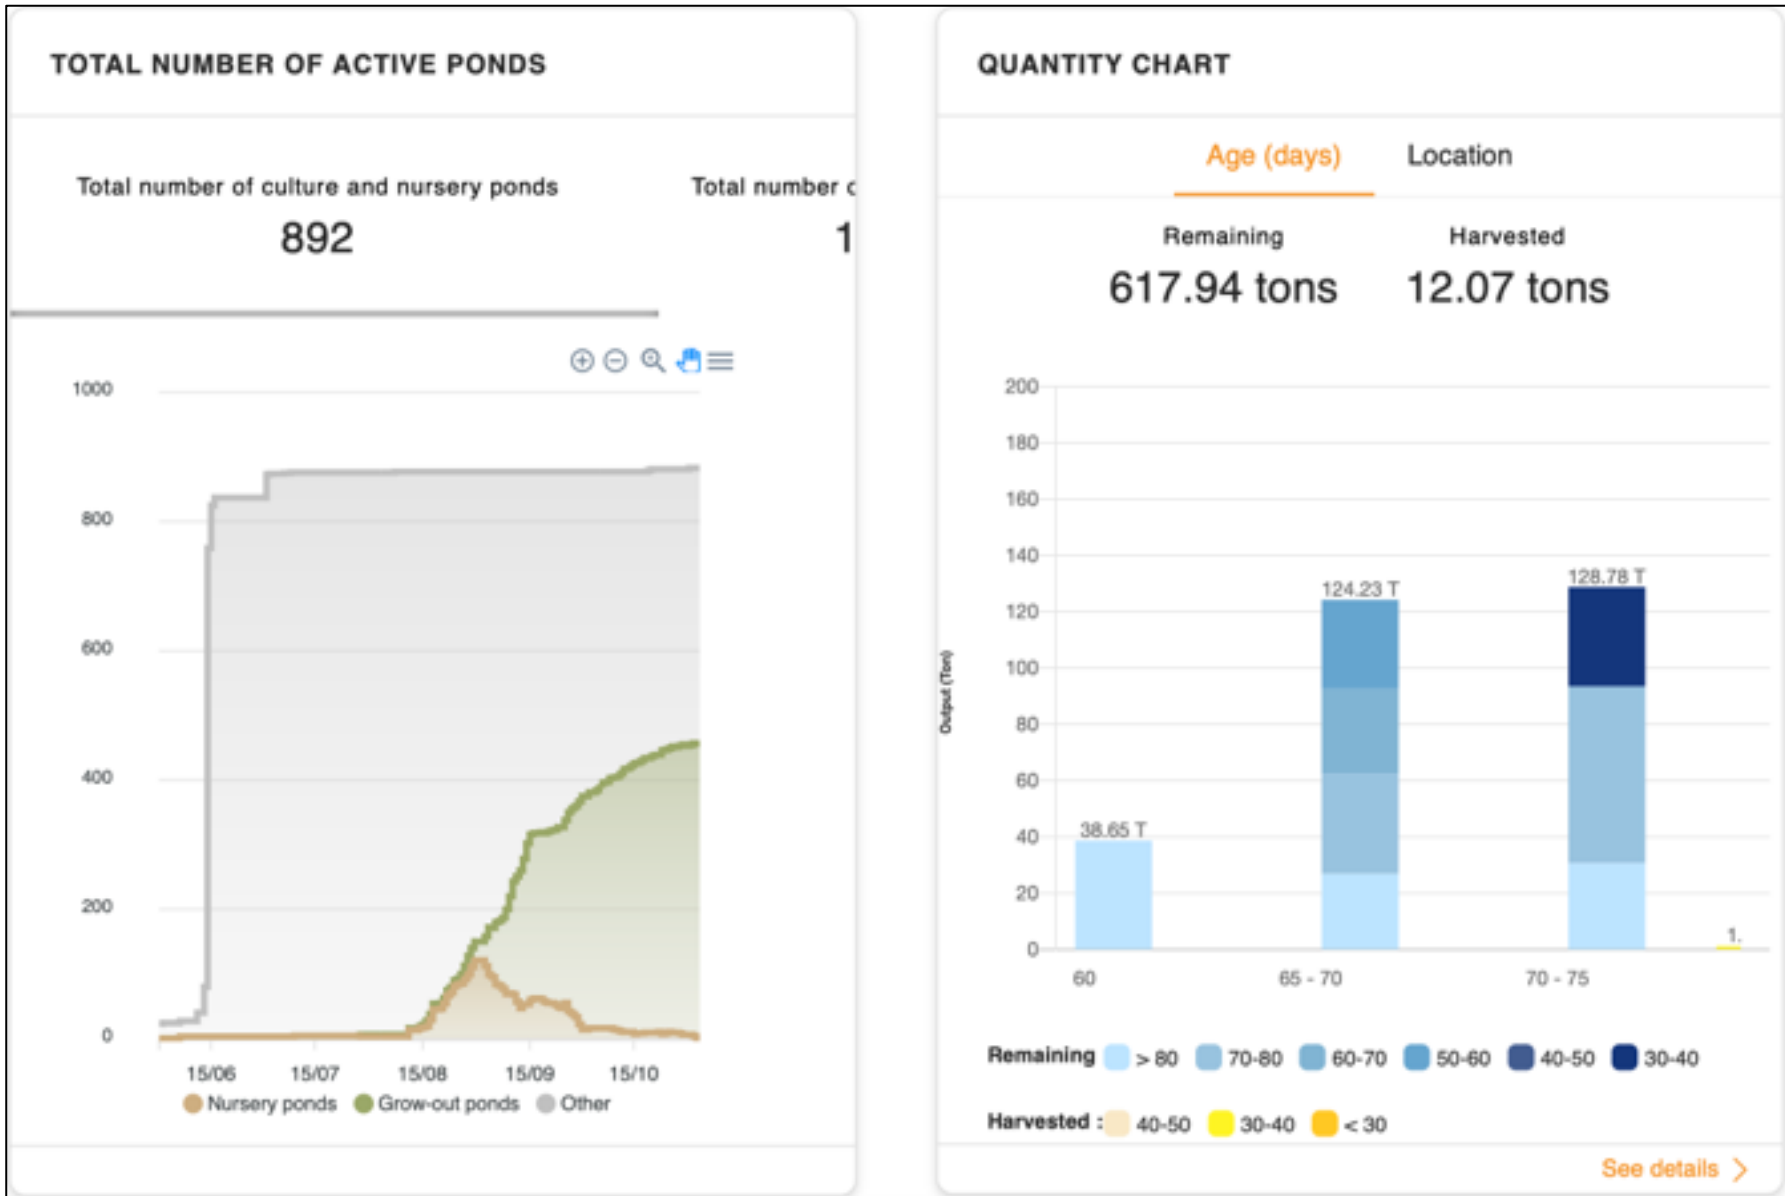 TOTAL NUMBER OF ACTIVE PONDS
Total number of culture and nursery ponds
892
Total number
1
1000
800
600
400
200
0
15/06 15/07 15/08 15/09 15/10
Nursery ponds Grow-out ponds Other
QUANTITY CHART
Age (days) Location
Remaining Harvested
617.94 tons 12.07 tons
200
180
160
140
120
100
80
60
40
20
0
Output (Ton)
38.65 T
124.23 T
128.78 T
1.
60 65 - 70 70 - 75
Remaining > 80 70-80 60-70 50-60 40-50 30-40
Harvested : 40-50 30-40 < 30
See details